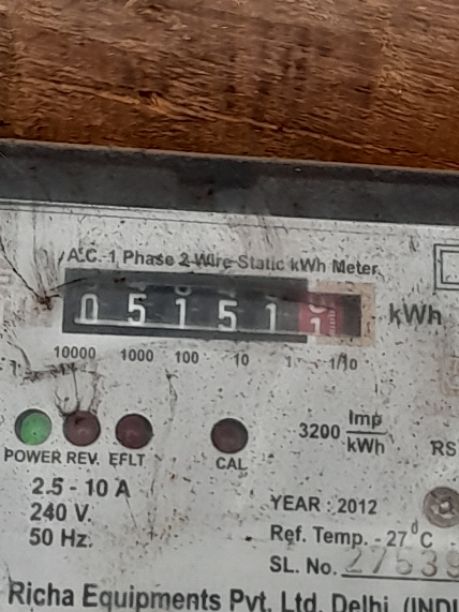 A.C. 1 Phase 2 Wire Static kWh Meter
0 5 1 5 1 1 kWh
10000 1000 100 10 1 1/10
3200 Imp/kWh
POWER REV. EFLT CAL RS
2.5 - 10 A
240 V.
50 Hz.
YEAR : 2012
Ref. Temp. - 27°C
SL. No. 27539
Richa Equipments Pvt. Ltd. Delhi (INDI